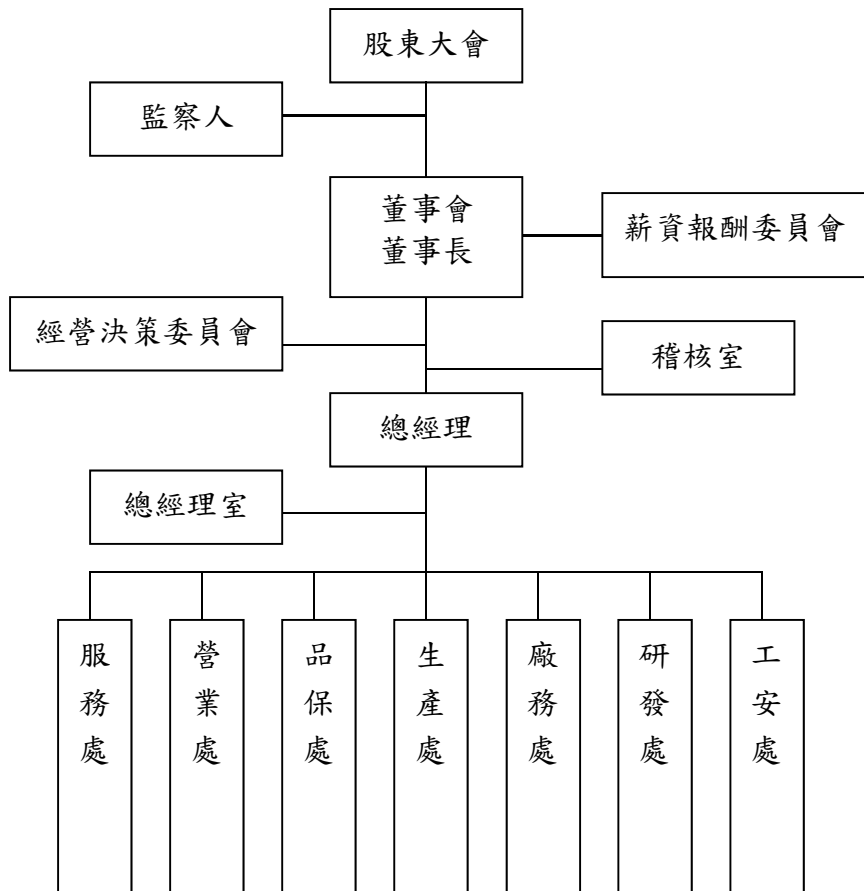 股東大會
監察人
董事會
董事長
薪資報酬委員會
經營決策委員會
稽核室
總經理
總經理室
服務處
營業處
品保處
生產處
廠務處
研發處
工安處